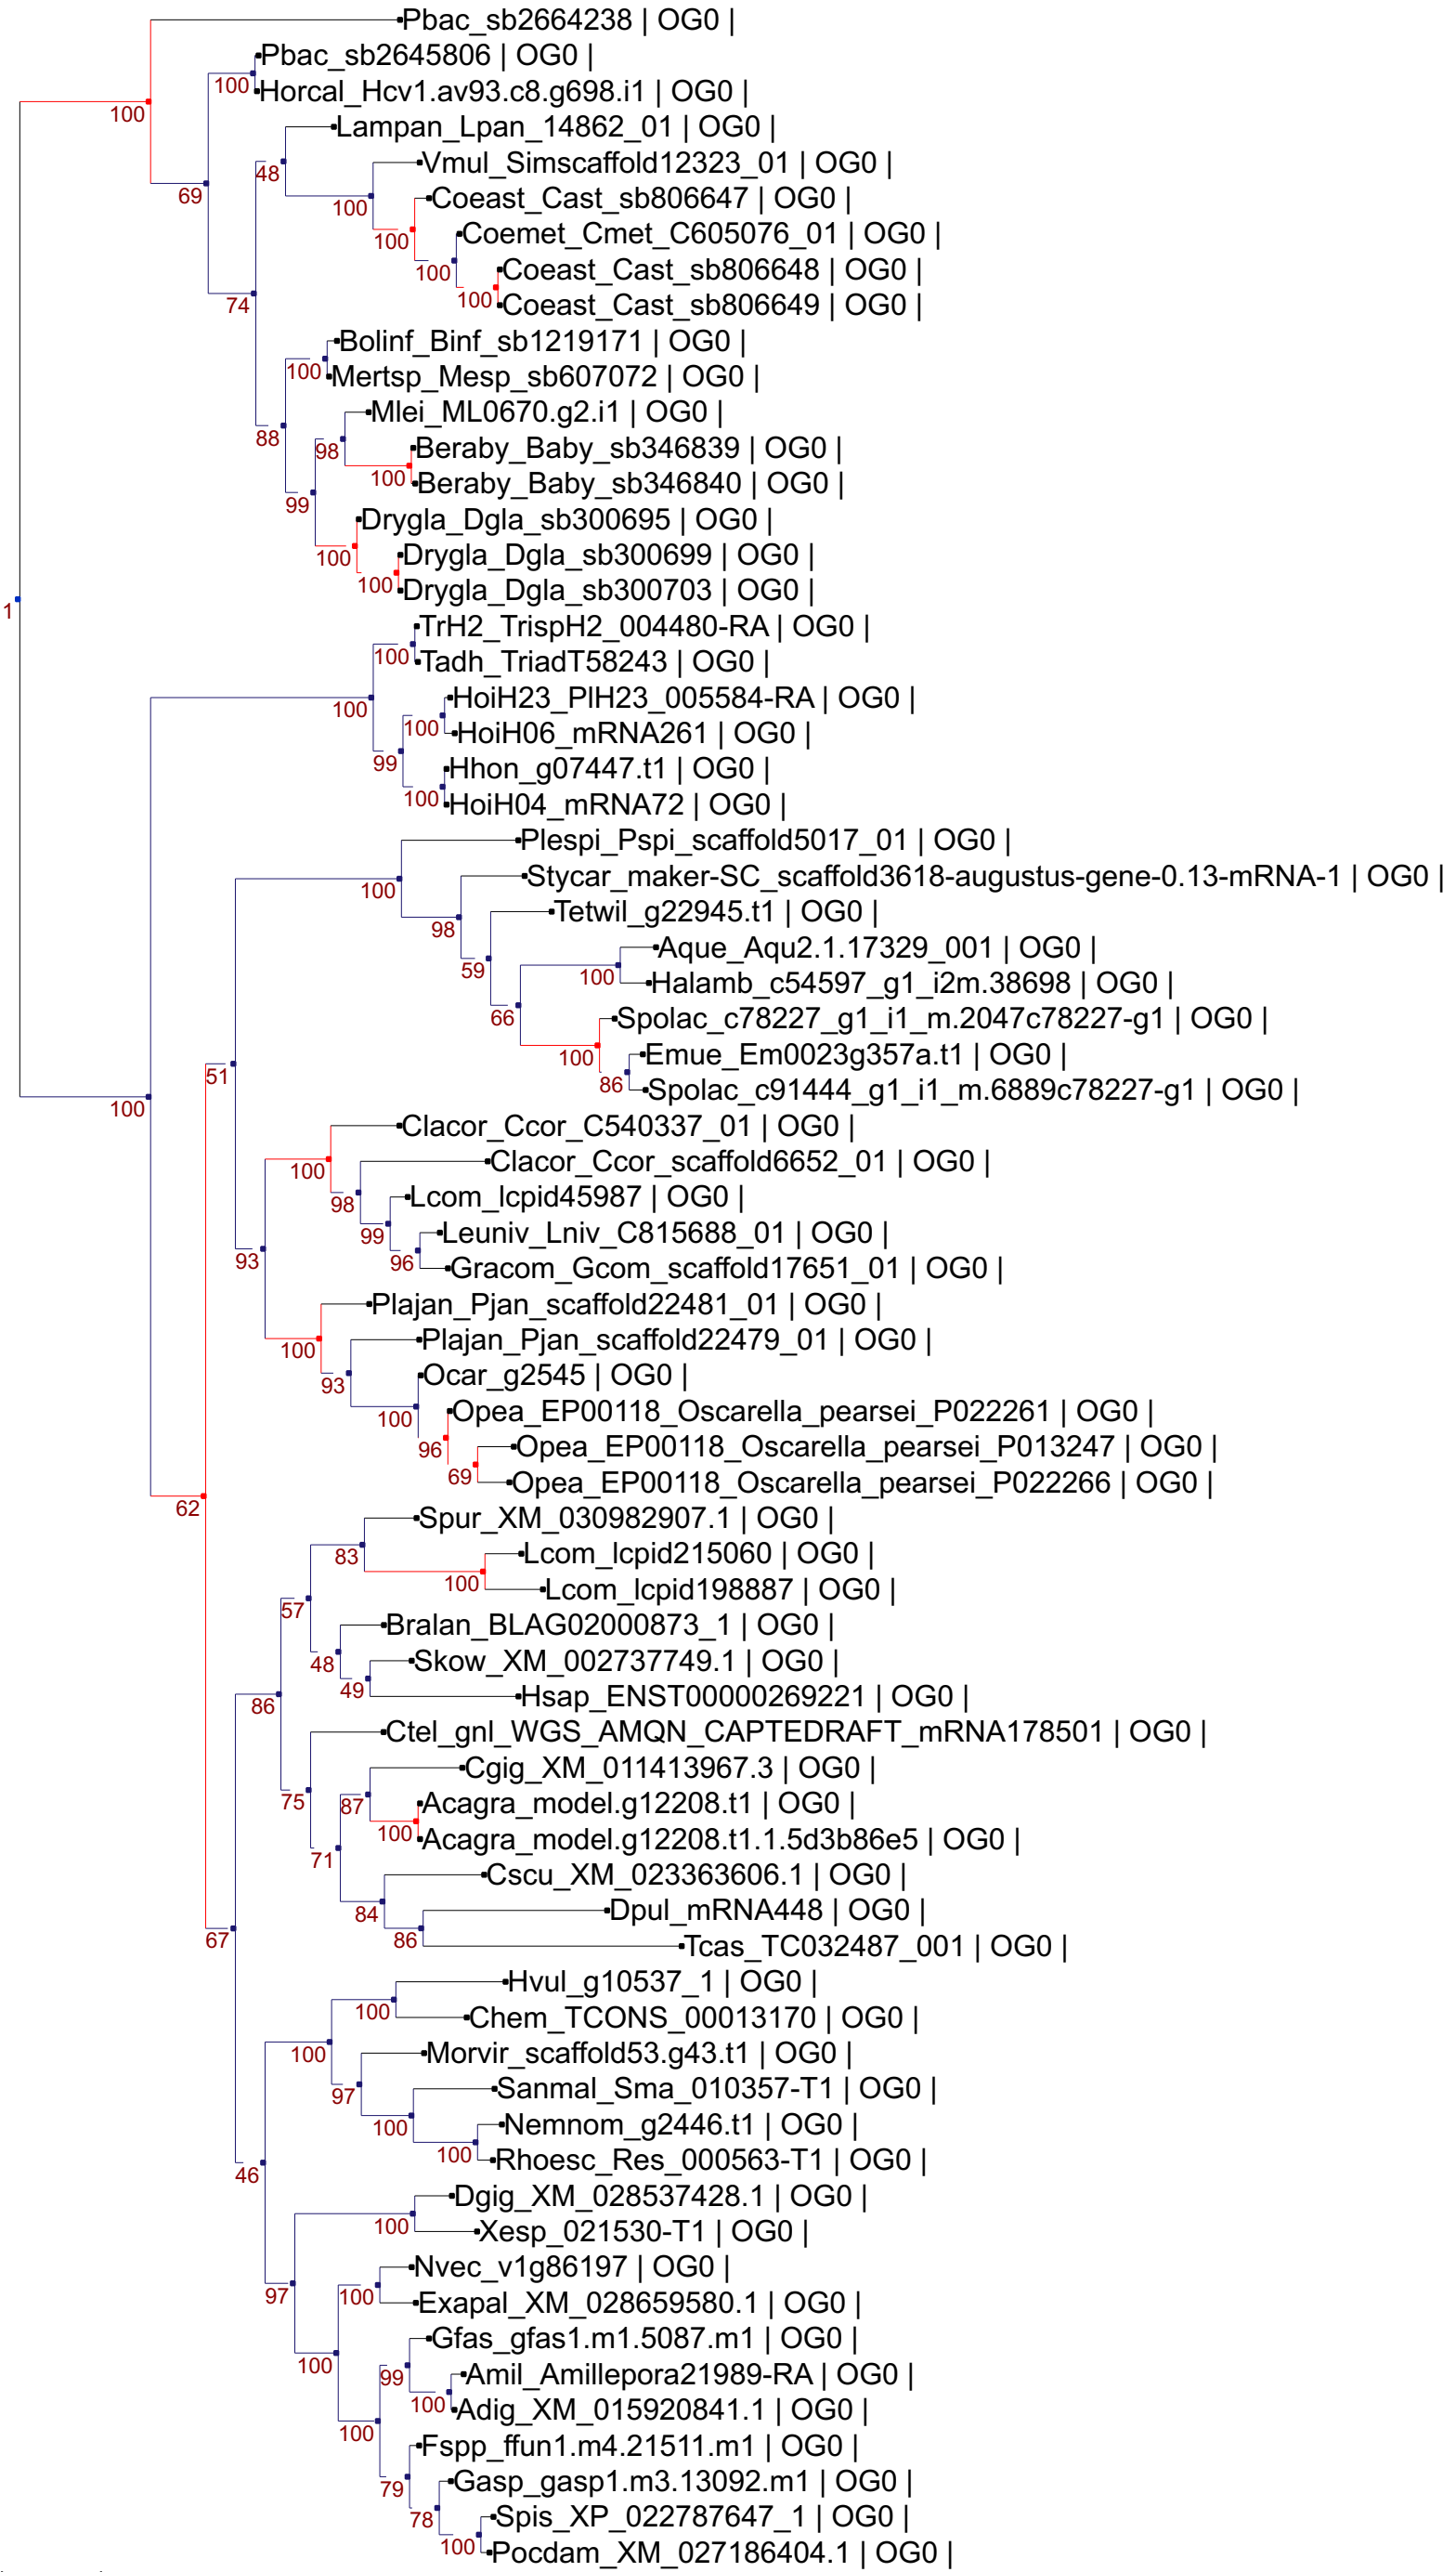 Pbac_sb2664238 | OG0 |
Pbac_sb2645806 | OG0 |
100
Horcal_Hcv1.av93.c8.g698.i1 | OG0 |
100
Lampan_Lpan_14862_01 | OG0 |
Vmul_Simscaffold12323_01 | OG0 |
48
69
Coeast_Cast_sb806647 | OG0 |
100
Coemet_Cmet_C605076_01 | OG0 |
100
Coeast_Cast_sb806648 | OG0 |
100
Coeast_Cast_sb806649 | OG0 |
100
74
Bolinf_Binf_sb1219171 | OG0 |
100
Mertsp_Mesp_sb607072 | OG0 |
Mlei_ML0670.g2.i1 | OG0 |
88
Beraby_Baby_sb346839 | OG0 |
98
100
Beraby_Baby_sb346840 | OG0 |
99
Drygla_Dgla_sb300695 | OG0 |
100
Drygla_Dgla_sb300699 | OG0 |
100
Drygla_Dgla_sb300703 | OG0 |
1
TrH2_TrispH2_004480-RA | OG0 |
100
Tadh_TriadT58243 | OG0 |
HoiH23_PlH23_005584-RA | OG0 |
100
100
HoiH06_mRNA261 | OG0 |
99
Hhon_g07447.t1 | OG0 |
100
HoiH04_mRNA72 | OG0 |
Plespi_Pspi_scaffold5017_01 | OG0 |
Stycar_maker-SC_scaffold3618-augustus-gene-0.13-mRNA-1 | OG0 |
100
Tetwil_g22945.t1 | OG0 |
98
Aque_Aqu2.1.17329_001 | OG0 |
59
100
Halamb_c54597_g1_i2m.38698 | OG0 |
66
Spolac_c78227_g1_i1_m.2047c78227-g1 | OG0 |
100
Emue_Em0023g357a.t1 | OG0 |
51
86
Spolac_c91444_g1_i1_m.6889c78227-g1 | OG0 |
100
Clacor_Ccor_C540337_01 | OG0 |
Clacor_Ccor_scaffold6652_01 | OG0 |
100
Lcom_lcpid45987 | OG0 |
98
Leuniv_Lniv_C815688_01 | OG0 |
99
93
96
Gracom_Gcom_scaffold17651_01 | OG0 |
Plajan_Pjan_scaffold22481_01 | OG0 |
Plajan_Pjan_scaffold22479_01 | OG0 |
100
Ocar_g2545 | OG0 |
93
Opea_EP00118_Oscarella_pearsei_P022261 | OG0 |
100
Opea_EP00118_Oscarella_pearsei_P013247 | OG0 |
96
69
Opea_EP00118_Oscarella_pearsei_P022266 | OG0 |
62
Spur_XM_030982907.1 | OG0 |
Lcom_lcpid215060 | OG0 |
83
100
Lcom_lcpid198887 | OG0 |
57
Bralan_BLAG02000873_1 | OG0 |
Skow_XM_002737749.1 | OG0 |
48
49
Hsap_ENST00000269221 | OG0 |
86
Ctel_gnl_WGS_AMQN_CAPTEDRAFT_mRNA178501 | OG0 |
Cgig_XM_011413967.3 | OG0 |
75
Acagra_model.g12208.t1 | OG0 |
87
100
Acagra_model.g12208.t1.1.5d3b86e5 | OG0 |
71
Cscu_XM_023363606.1 | OG0 |
Dpul_mRNA448 | OG0 |
84
67
86
Tcas_TC032487_001 | OG0 |
Hvul_g10537_1 | OG0 |
100
Chem_TCONS_00013170 | OG0 |
100
Morvir_scaffold53.g43.t1 | OG0 |
Sanmal_Sma_010357-T1 | OG0 |
97
Nemnom_g2446.t1 | OG0 |
100
100
Rhoesc_Res_000563-T1 | OG0 |
46
Dgig_XM_028537428.1 | OG0 |
100
Xesp_021530-T1 | OG0 |
Nvec_v1g86197 | OG0 |
97
100
Exapal_XM_028659580.1 | OG0 |
Gfas_gfas1.m1.5087.m1 | OG0 |
100
Amil_Amillepora21989-RA | OG0 |
99
100
Adig_XM_015920841.1 | OG0 |
100
Fspp_ffun1.m4.21511.m1 | OG0 |
Gasp_gasp1.m3.13092.m1 | OG0 |
79
Spis_XP_022787647_1 | OG0 |
78
100
Pocdam_XM_027186404.1 | OG0 |